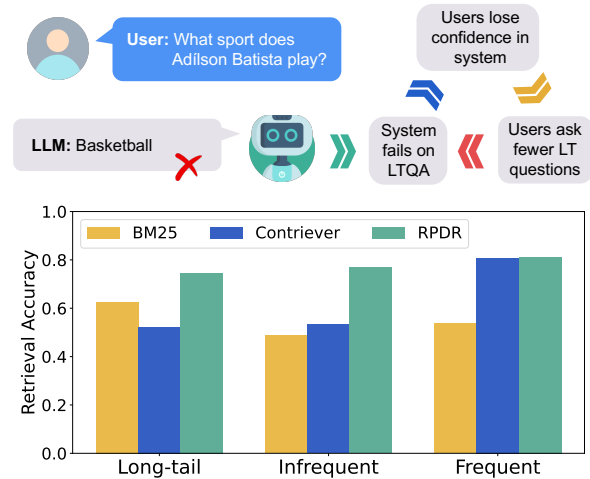 User: What sport does
Adílson Batista play?
Users lose
confidence in
system
LLM: Basketball
System
fails on
LTQA
Users ask
fewer LT
questions
Retrieval Accuracy
1.0
0.8
0.6
0.4
0.2
0.0
BM25
Contriever
RPDR
Long-tail
Infrequent
Frequent